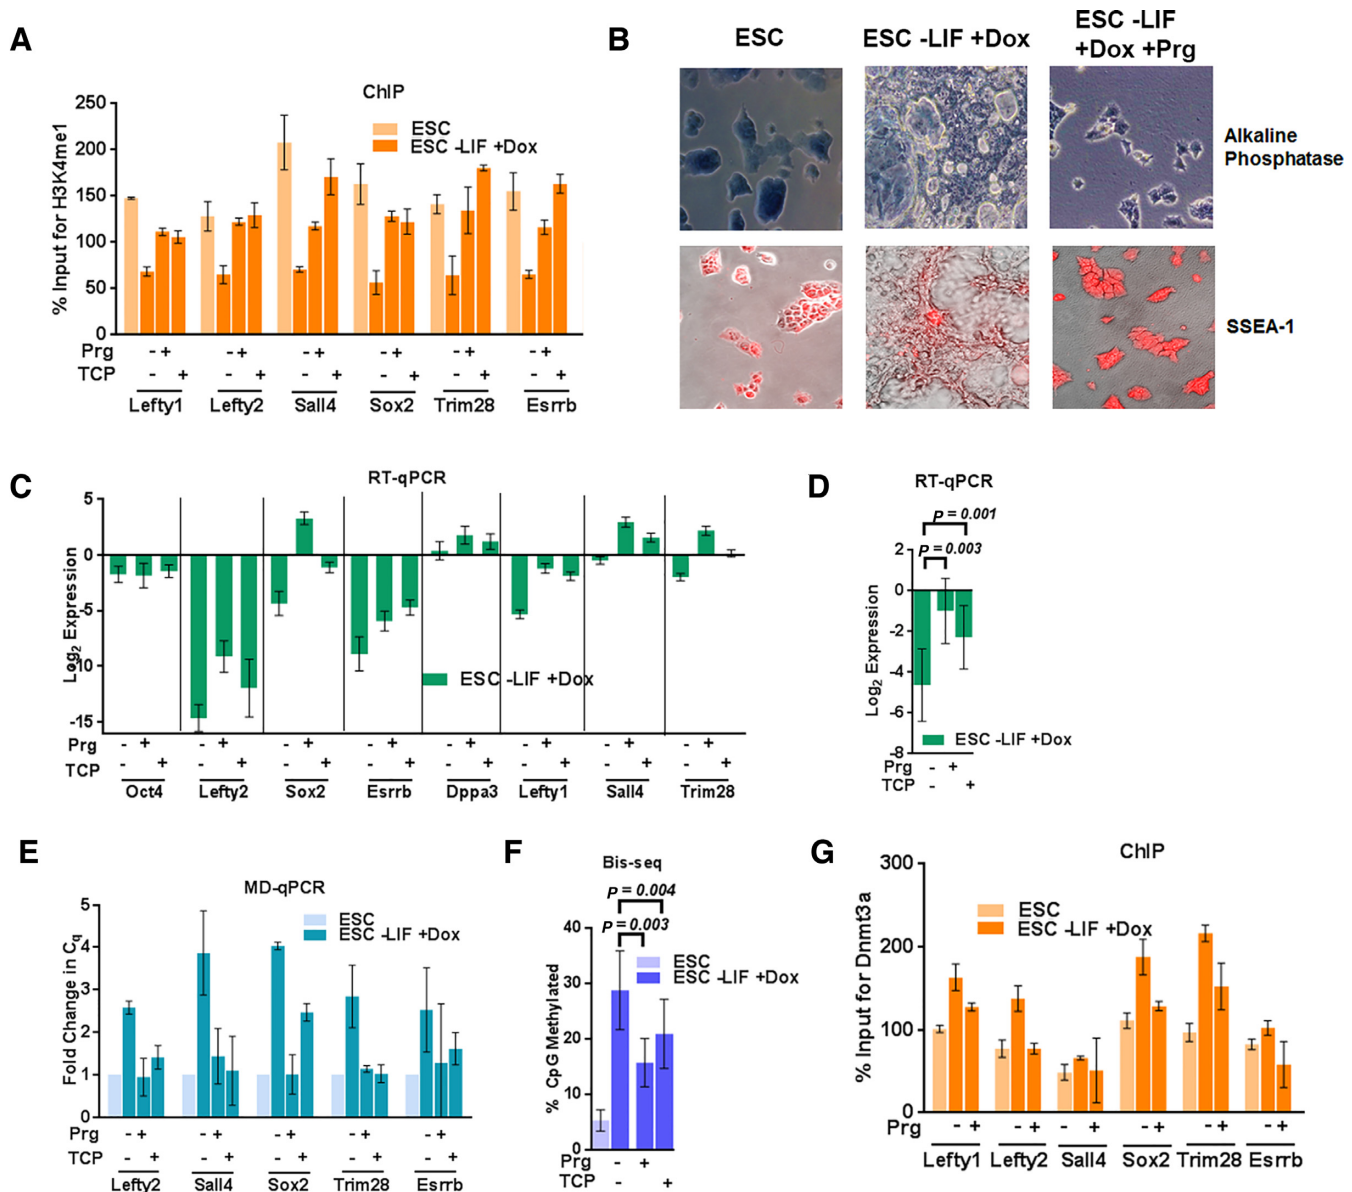 A
ChIP
ESC
ESC -LIF +Dox
% Input for H3K4me1
250
200
150
100
50
0
Prg - + - + - + - + - + - +
TCP - + - + - + - + - + - +
Lefty1 Lefty2 Sall4 Sox2 Trim28 Esrrb
B
ESC
ESC -LIF +Dox
ESC -LIF
+Dox +Prg
Alkaline
Phosphatase
SSEA-1
C
RT-qPCR
Log2 Expression
5
0
-5
-10
-15
ESC -LIF +Dox
Prg - + - + - + - + - + - + - + - +
TCP - + - + - + - + - + - + - + - +
Oct4 Lefty2 Sox2 Esrrb Dppa3 Lefty1 Sall4 Trim28
D
RT-qPCR
P = 0.001
P = 0.003
Log2 Expression
2
0
-2
-4
-6
-8
ESC -LIF +Dox
Prg - +
TCP - +
E
MD-qPCR
ESC
ESC -LIF +Dox
Fold Change in Cq
5
4
3
2
1
0
Prg - + - + - + - + - +
TCP - + - + - + - + - +
Lefty2 Sall4 Sox2 Trim28 Esrrb
F
Bis-seq
P = 0.004
P = 0.003
ESC
ESC -LIF +Dox
% CpG Methylated
40
30
20
10
0
Prg - +
TCP - +
G
ChIP
ESC
ESC -LIF +Dox
% Input for Dnmt3a
300
200
100
0
Prg - + - + - + - + - + - +
Lefty1 Lefty2 Sall4 Sox2 Trim28 Esrrb